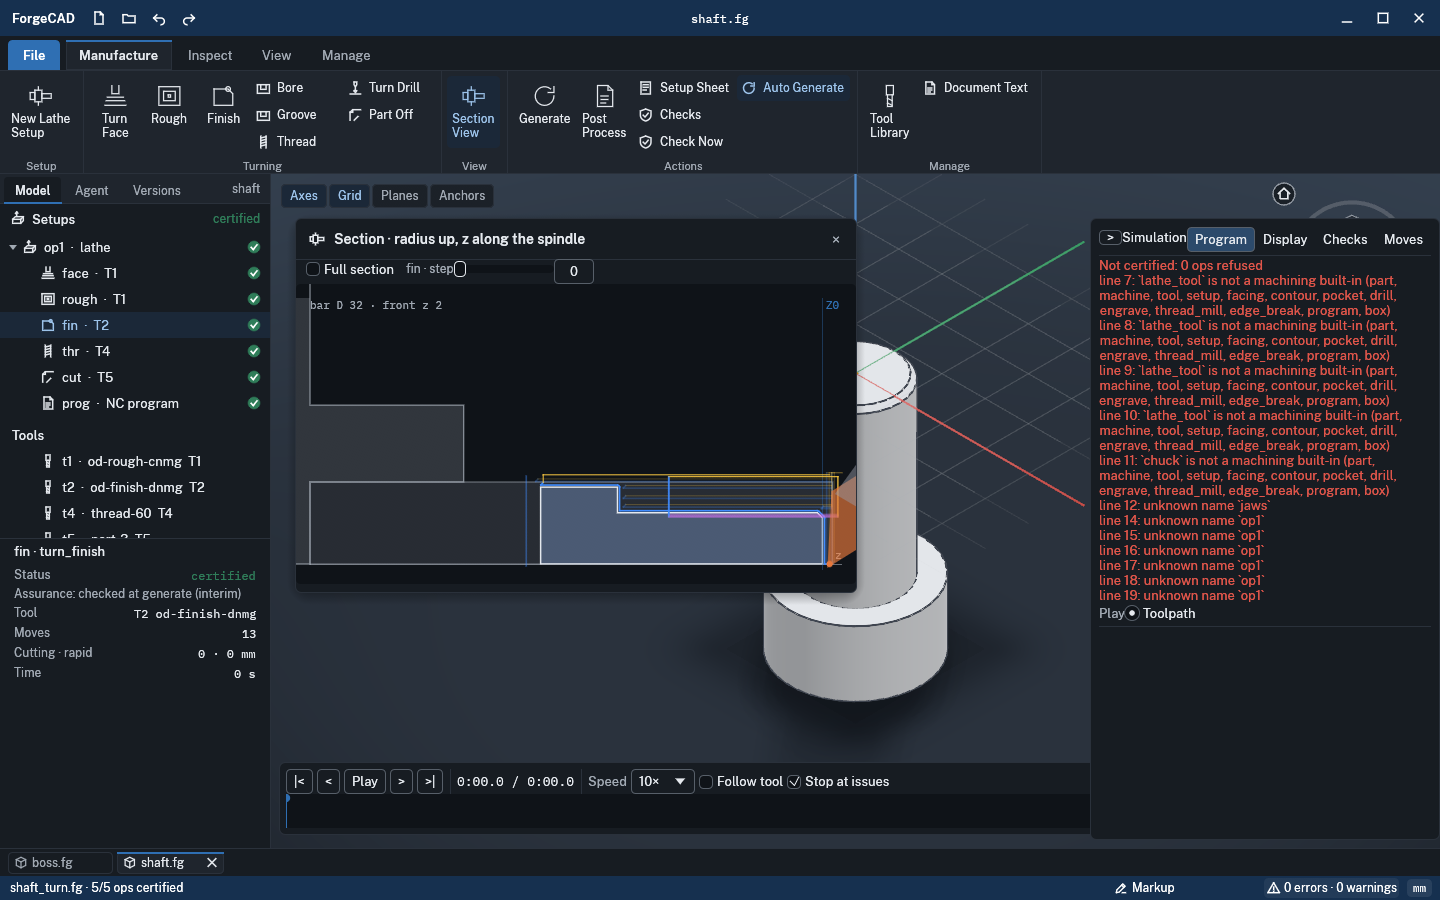 ForgeCAD
shaft.fg
File
Manufacture
Inspect
View
Manage
New Lathe
Setup
Turn
Face
Rough
Finish
Bore
Groove
Thread
Turn Drill
Part Off
Section
View
Generate
Post
Process
Setup Sheet
Checks
Check Now
Auto Generate
Tool
Library
Document Text
Setup
Turning
View
Actions
Manage
Model
Agent
Versions
shaft
Setups
certified
op1 · lathe
face · T1
rough · T1
fin · T2
thr · T4
cut · T5
prog · NC program
Tools
t1 · od-rough-cnmg T1
t2 · od-finish-dnmg T2
t4 · thread-60 T4
fin · turn_finish
Status
certified
Assurance: checked at generate (interim)
Tool
T2 od-finish-dnmg
Moves
13
Cutting · rapid
0 · 0 mm
Time
0 s
Axes
Grid
Planes
Anchors
Section · radius up, z along the spindle
×
Full section
fin · step
0
bar D 32 · front z 2
Z0
z
|<
<
Play
>
>|
0:00.0 / 0:00.0
Speed
10×
Follow tool
Stop at issues
>
Simulation
Program
Display
Checks
Moves
Not certified: 0 ops refused
line 7: `lathe_tool` is not a machining built-in (part,
machine, tool, setup, facing, contour, pocket, drill,
engrave, thread_mill, edge_break, program, box)
line 8: `lathe_tool` is not a machining built-in (part,
machine, tool, setup, facing, contour, pocket, drill,
engrave, thread_mill, edge_break, program, box)
line 9: `lathe_tool` is not a machining built-in (part,
machine, tool, setup, facing, contour, pocket, drill,
engrave, thread_mill, edge_break, program, box)
line 10: `lathe_tool` is not a machining built-in (part,
machine, tool, setup, facing, contour, pocket, drill,
engrave, thread_mill, edge_break, program, box)
line 11: `chuck` is not a machining built-in (part,
machine, tool, setup, facing, contour, pocket, drill,
engrave, thread_mill, edge_break, program, box)
line 12: unknown name `jaws`
line 14: unknown name `op1`
line 15: unknown name `op1`
line 16: unknown name `op1`
line 17: unknown name `op1`
line 18: unknown name `op1`
line 19: unknown name `op1`
Play
Toolpath
boss.fg
shaft.fg
shaft_turn.fg · 5/5 ops certified
Markup
0 errors · 0 warnings
mm